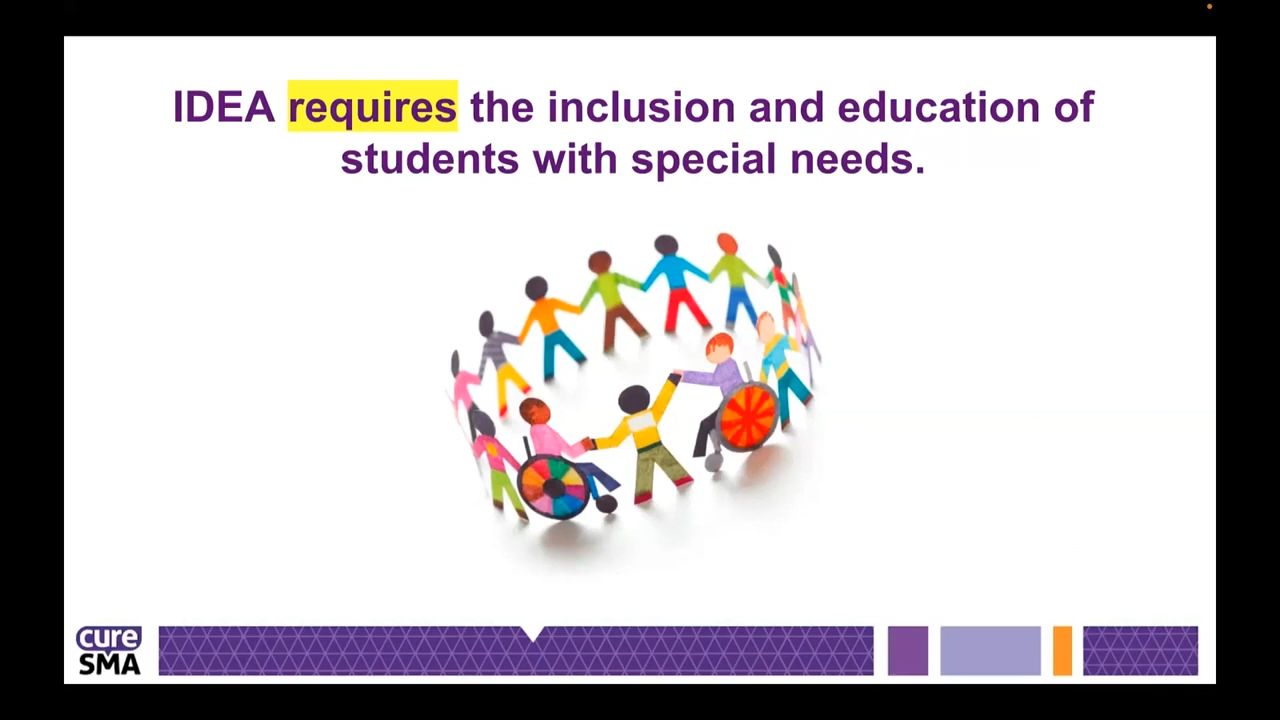 IDEA requires the inclusion and education of
students with special needs.
cure
SMA